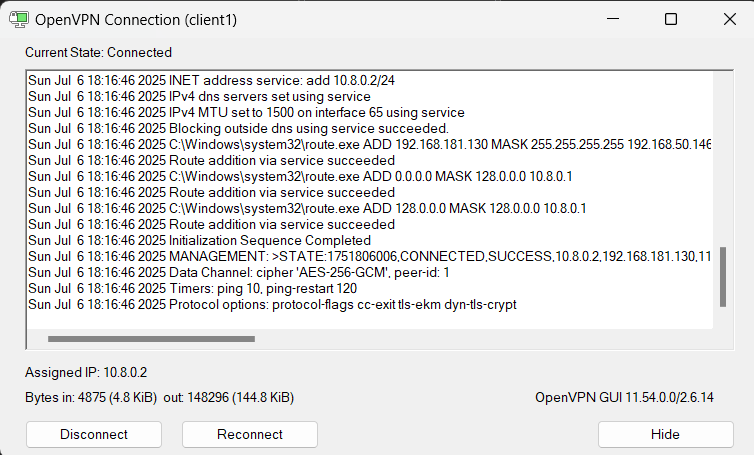 OpenVPN Connection (client1)
Current State: Connected
Sun Jul 6 18:16:46 2025 INET address service: add 10.8.0.2/24
Sun Jul 6 18:16:46 2025 IPv4 dns servers set using service
Sun Jul 6 18:16:46 2025 IPv4 MTU set to 1500 on interface 65 using service
Sun Jul 6 18:16:46 2025 Blocking outside dns using service succeeded.
Sun Jul 6 18:16:46 2025 C:\Windows\system32\route.exe ADD 192.168.181.130 MASK 255.255.255.255 192.168.50.146
Sun Jul 6 18:16:46 2025 Route addition via service succeeded
Sun Jul 6 18:16:46 2025 C:\Windows\system32\route.exe ADD 0.0.0.0 MASK 128.0.0.0 10.8.0.1
Sun Jul 6 18:16:46 2025 Route addition via service succeeded
Sun Jul 6 18:16:46 2025 C:\Windows\system32\route.exe ADD 128.0.0.0 MASK 128.0.0.0 10.8.0.1
Sun Jul 6 18:16:46 2025 Route addition via service succeeded
Sun Jul 6 18:16:46 2025 Initialization Sequence Completed
Sun Jul 6 18:16:46 2025 MANAGEMENT: >STATE:1751806006,CONNECTED,SUCCESS,10.8.0.2,192.168.181.130,11
Sun Jul 6 18:16:46 2025 Data Channel: cipher 'AES-256-GCM', peer-id: 1
Sun Jul 6 18:16:46 2025 Timers: ping 10, ping-restart 120
Sun Jul 6 18:16:46 2025 Protocol options: protocol-flags cc-exit tls-ekm dyn-tls-crypt
Assigned IP: 10.8.0.2
Bytes in: 4875 (4.8 KiB) out: 148296 (144.8 KiB) OpenVPN GUI 11.54.0.0/2.6.14
Disconnect Reconnect Hide